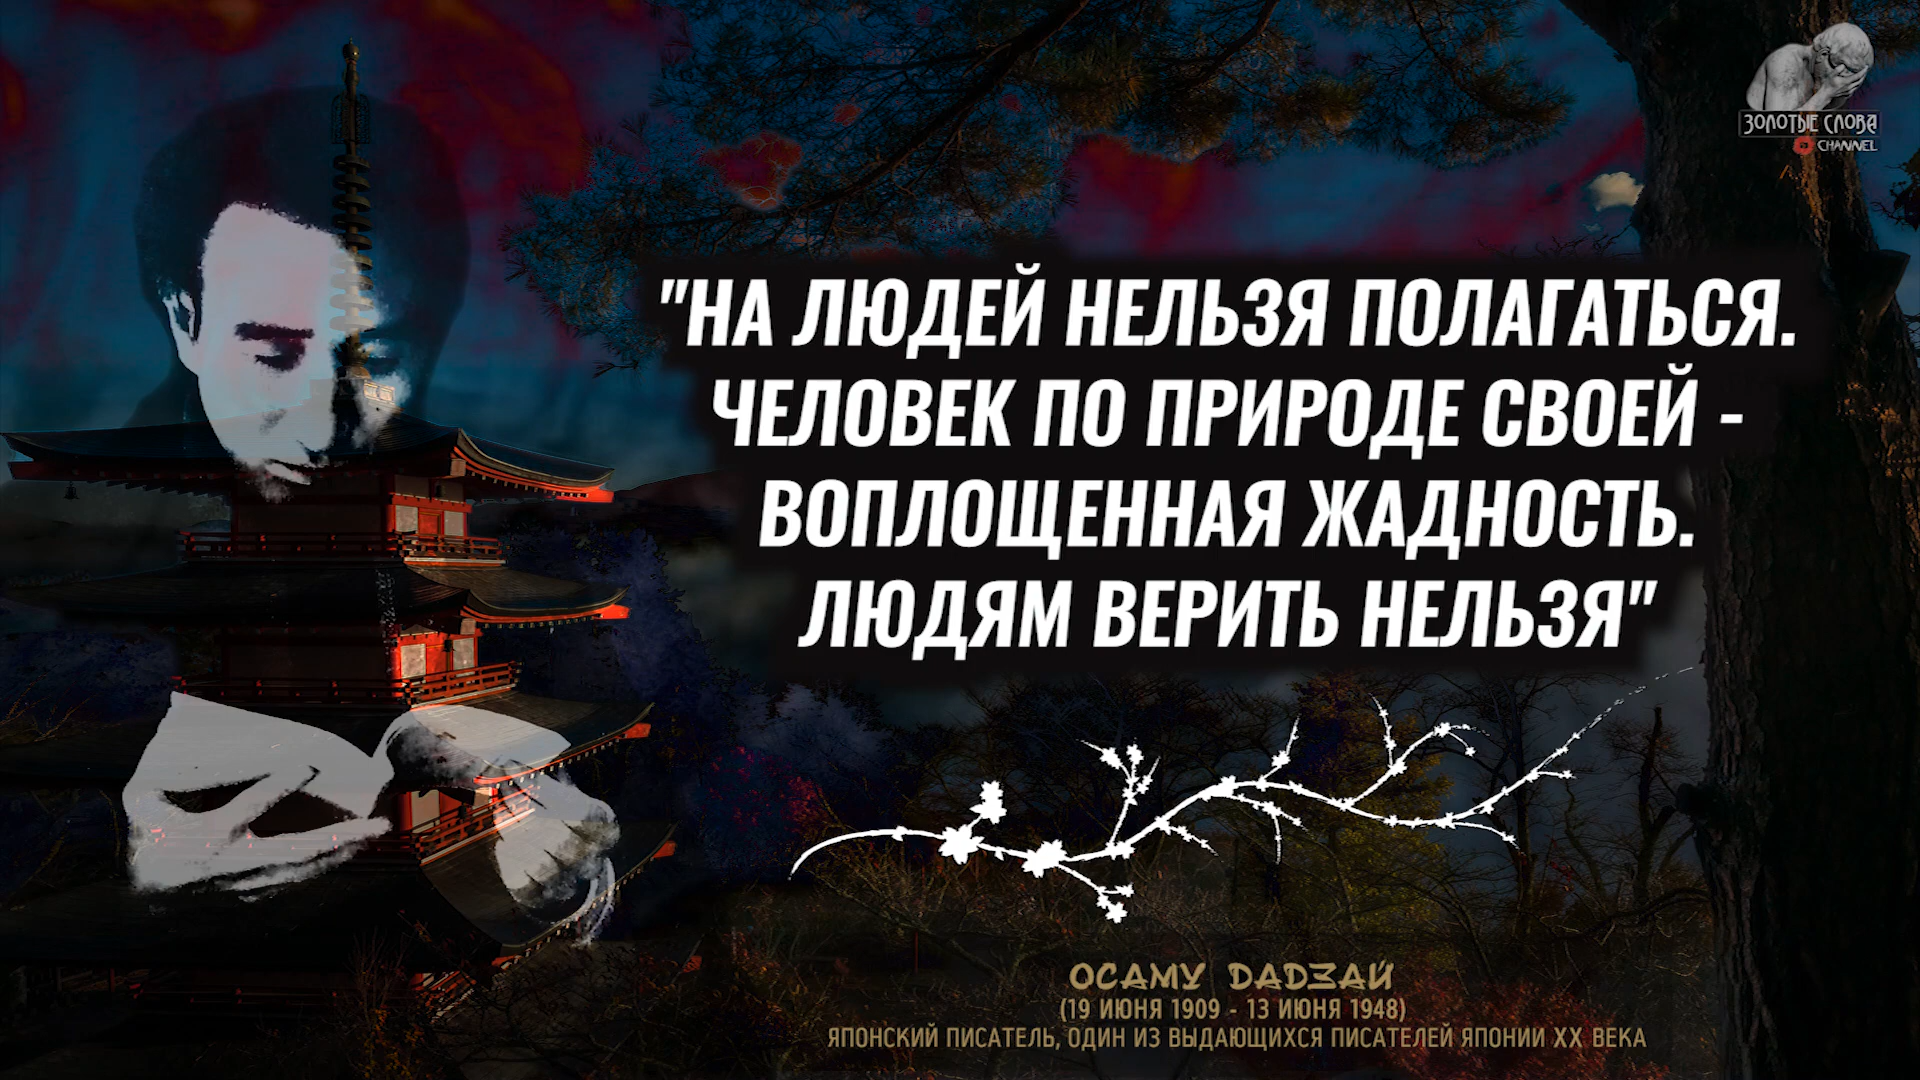 ЗОЛОТЫЕ СЛОВА
CHANNEL
"НА ЛЮДЕЙ НЕЛЬЗЯ ПОЛАГАТЬСЯ.
ЧЕЛОВЕК ПО ПРИРОДЕ СВОЕЙ -
ВОПЛОЩЕННАЯ ЖАДНОСТЬ.
ЛЮДЯМ ВЕРИТЬ НЕЛЬЗЯ"
ОСАМУ ДАДЗАЙ
(19 ИЮНЯ 1909 - 13 ИЮНЯ 1948)
ЯПОНСКИЙ ПИСАТЕЛЬ, ОДИН ИЗ ВЫДАЮЩИХСЯ ПИСАТЕЛЕЙ ЯПОНИИ XX ВЕКА